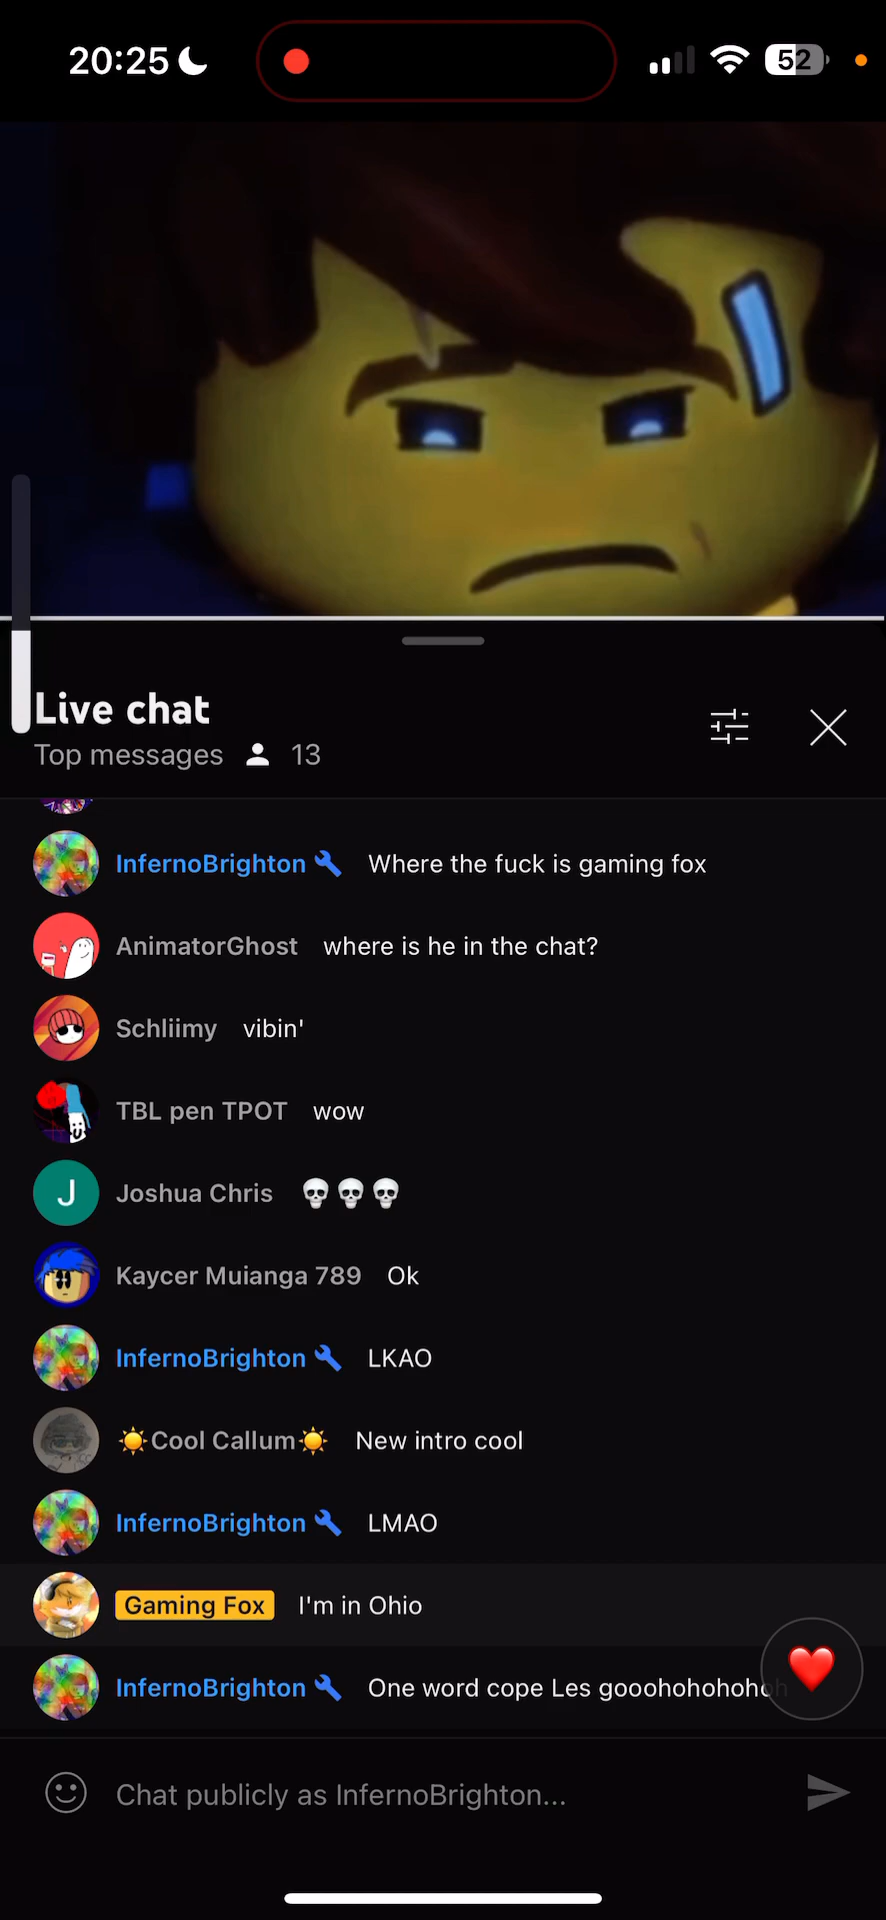 20:25 52
Live chat
Top messages 13
InfernoBrighton Where the fuck is gaming fox
AnimatorGhost where is he in the chat?
Schliimy vibin'
TBL pen TPOT wow
J Joshua Chris 💀💀💀
Kaycer Muianga 789 Ok
InfernoBrighton LKAO
☀️Cool Callum☀️ New intro cool
InfernoBrighton LMAO
Gaming Fox I'm in Ohio
InfernoBrighton One word cope Les gooohohohohoh
Chat publicly as InfernoBrighton...